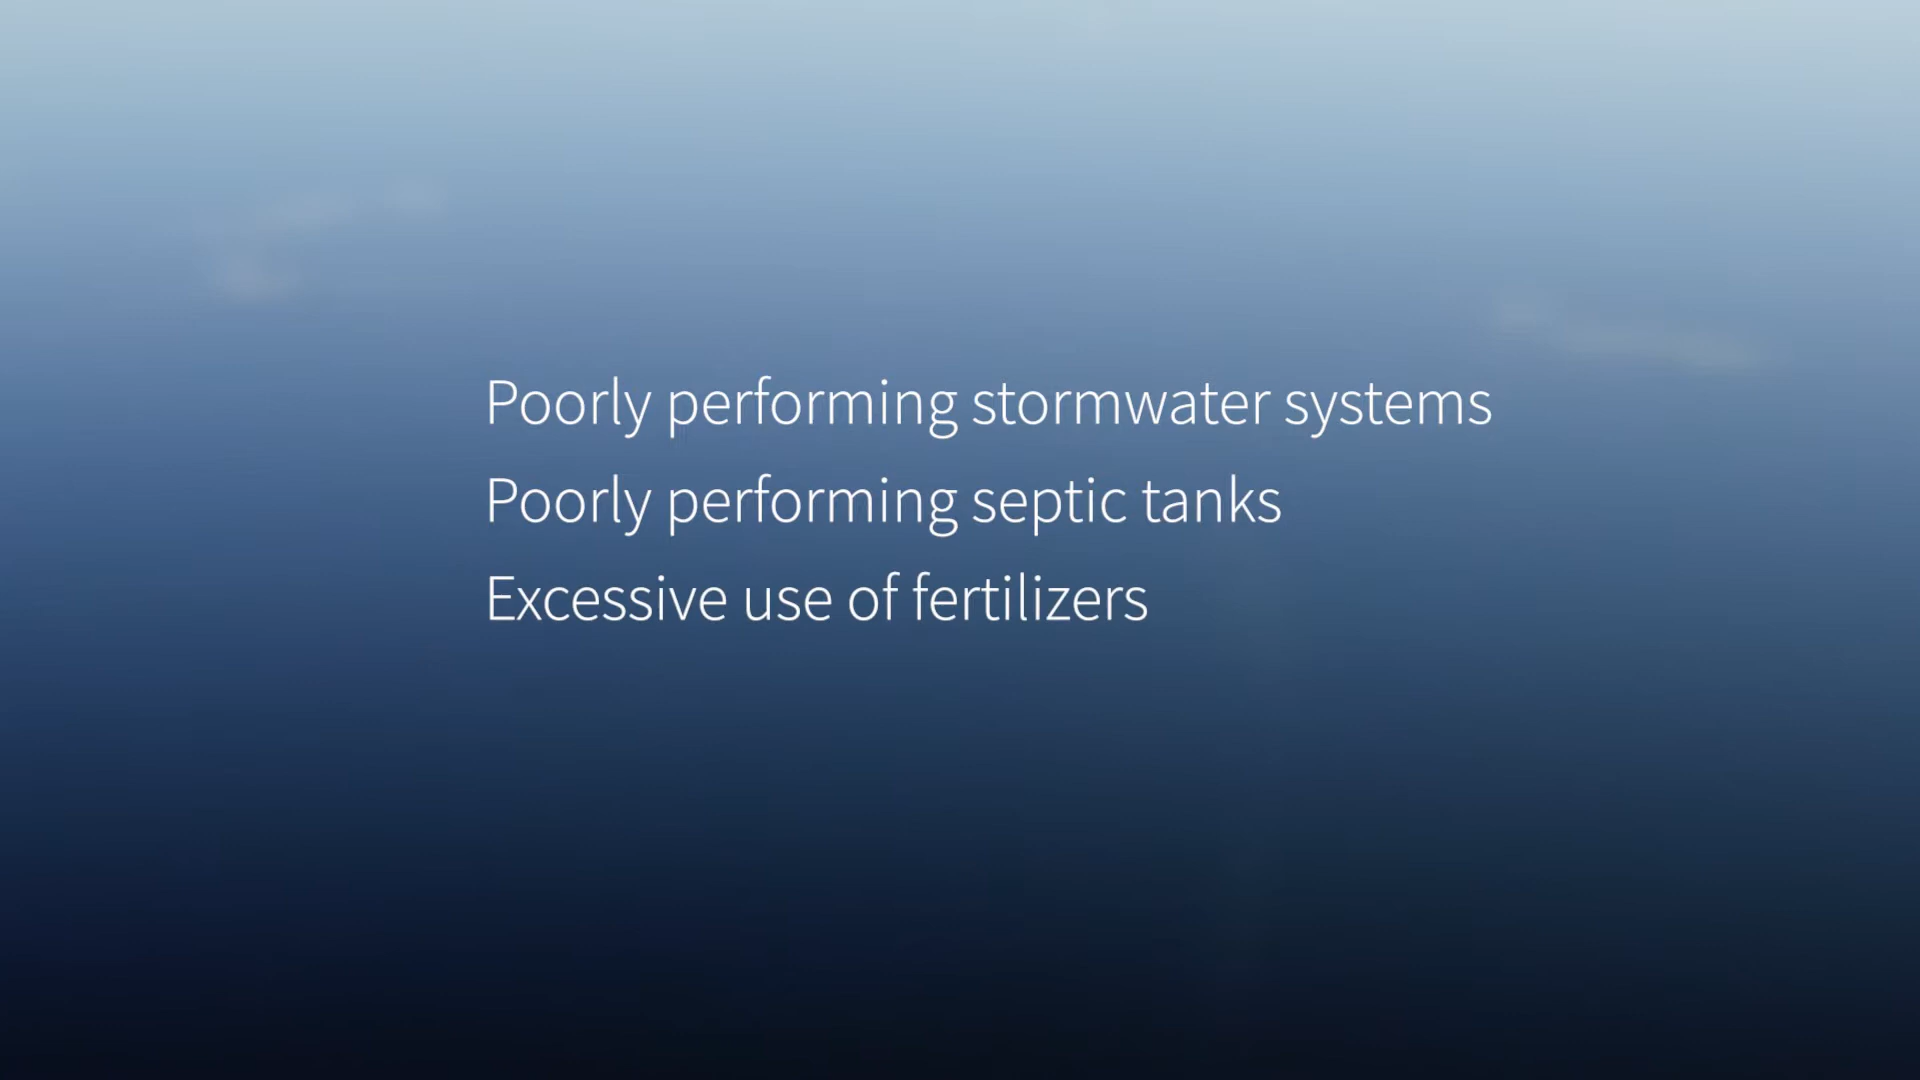 Poorly performing stormwater systems
Poorly performing septic tanks
Excessive use of fertilizers